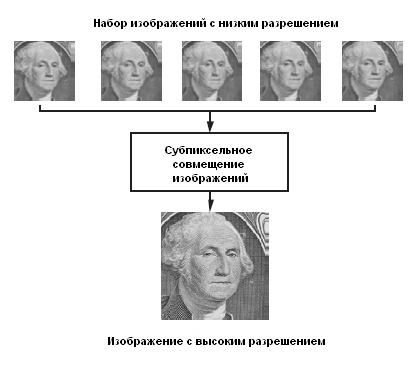 Набор изображений с низким разрешением
Субпиксельное
совмещение
изображений
Изображение с высоким разрешением